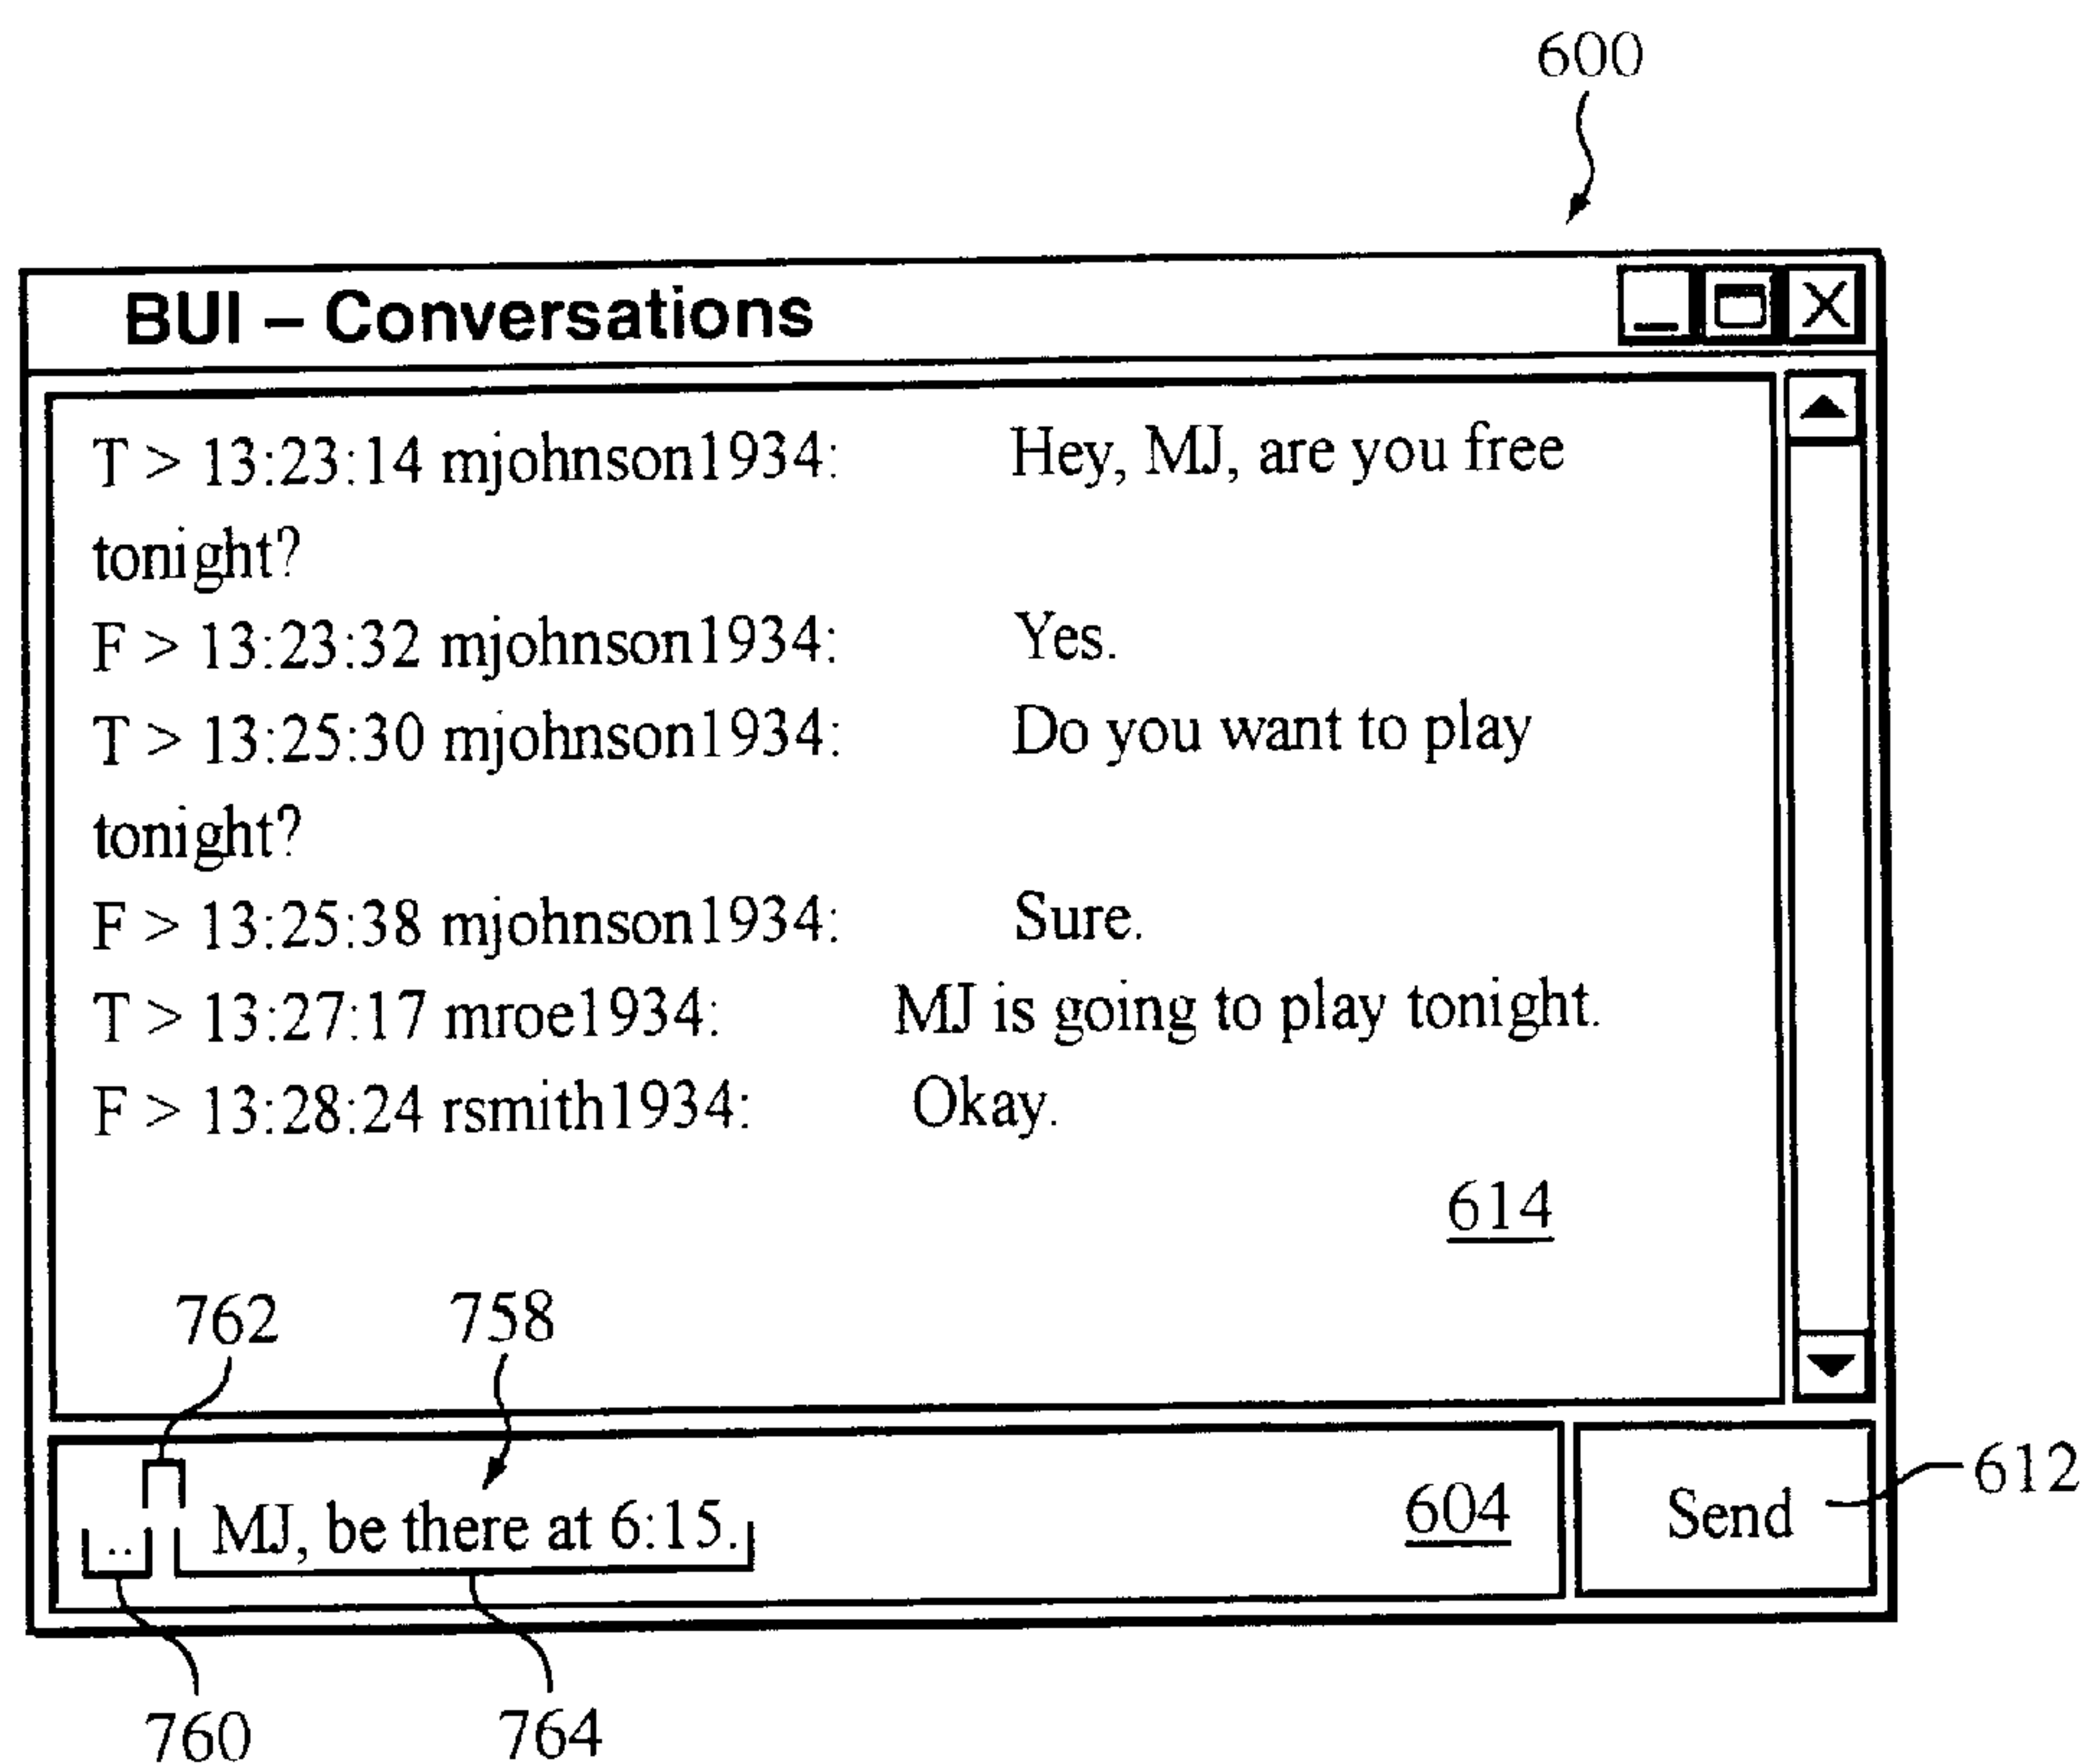 600
BUI – Conversations
T > 13:23:14 mjohnson1934: Hey, MJ, are you free
tonight?
F > 13:23:32 mjohnson1934: Yes.
T > 13:25:30 mjohnson1934: Do you want to play
tonight?
F > 13:25:38 mjohnson1934: Sure.
T > 13:27:17 mroe1934: MJ is going to play tonight.
F > 13:28:24 rsmith1934: Okay.
614
762 758
.. MJ, be there at 6:15. 604 Send 612
760 764